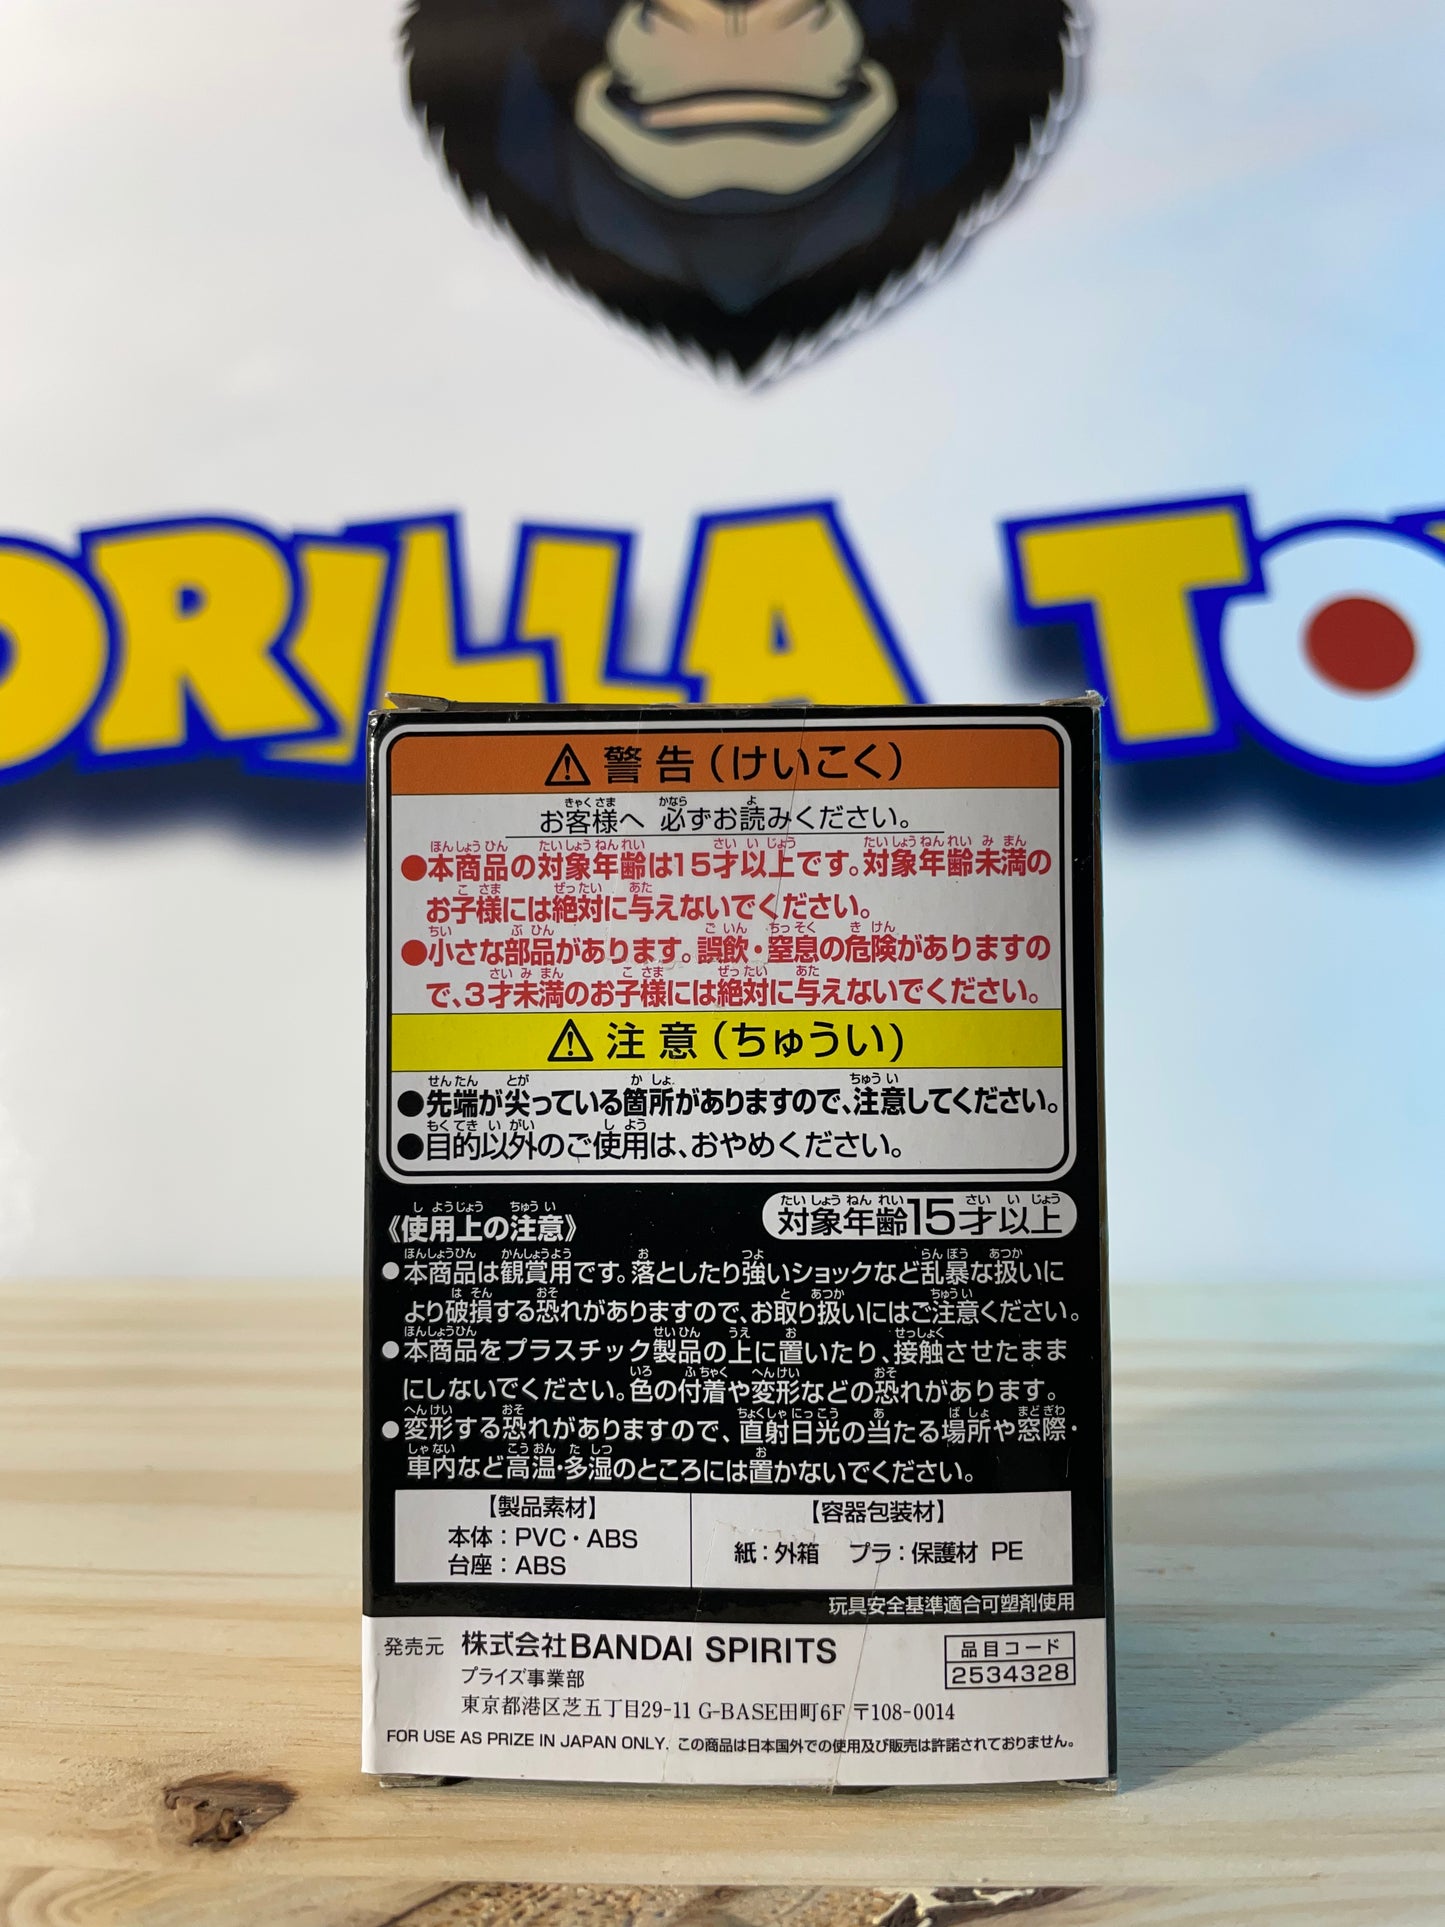 ORILLA TO
警告(けいこく)
お客様へ 必ずお読みください。
●本商品の対象年齢は15才以上です。対象年齢未満の
お子様には絶対に与えないでください。
●小さな部品があります。誤飲・窒息の危険がありますの
で、3才未満のお子様には絶対に与えないでください。
注意(ちゅうい)
●先端が尖っている箇所がありますので、注意してください。
●目的以外のご使用は、おやめください。
《使用上の注意》 対象年齢15才以上
●本商品は観賞用です。落としたり強いショックなど乱暴な扱いに
より破損する恐れがありますので、お取り扱いにはご注意ください。
●本商品をプラスチック製品の上に置いたり、接触させたまま
にしないでください。色の付着や変形などの恐れがあります。
●変形する恐れがありますので、直射日光の当たる場所や窓際・
車内など高温・多湿のところには置かないでください。
【製品素材】 【容器包装材】
本体：PVC・ABS
紙：外箱 プラ：保護材 PE
台座：ABS
玩具安全基準適合可塑剤使用
発売元 株式会社BANDAI SPIRITS 品目コード
プライズ事業部 2534328
東京都港区芝五丁目29-11 G-BASE田町6F 〒108-0014
FOR USE AS PRIZE IN JAPAN ONLY. この商品は日本国外での使用及び販売は許諾されておりません。